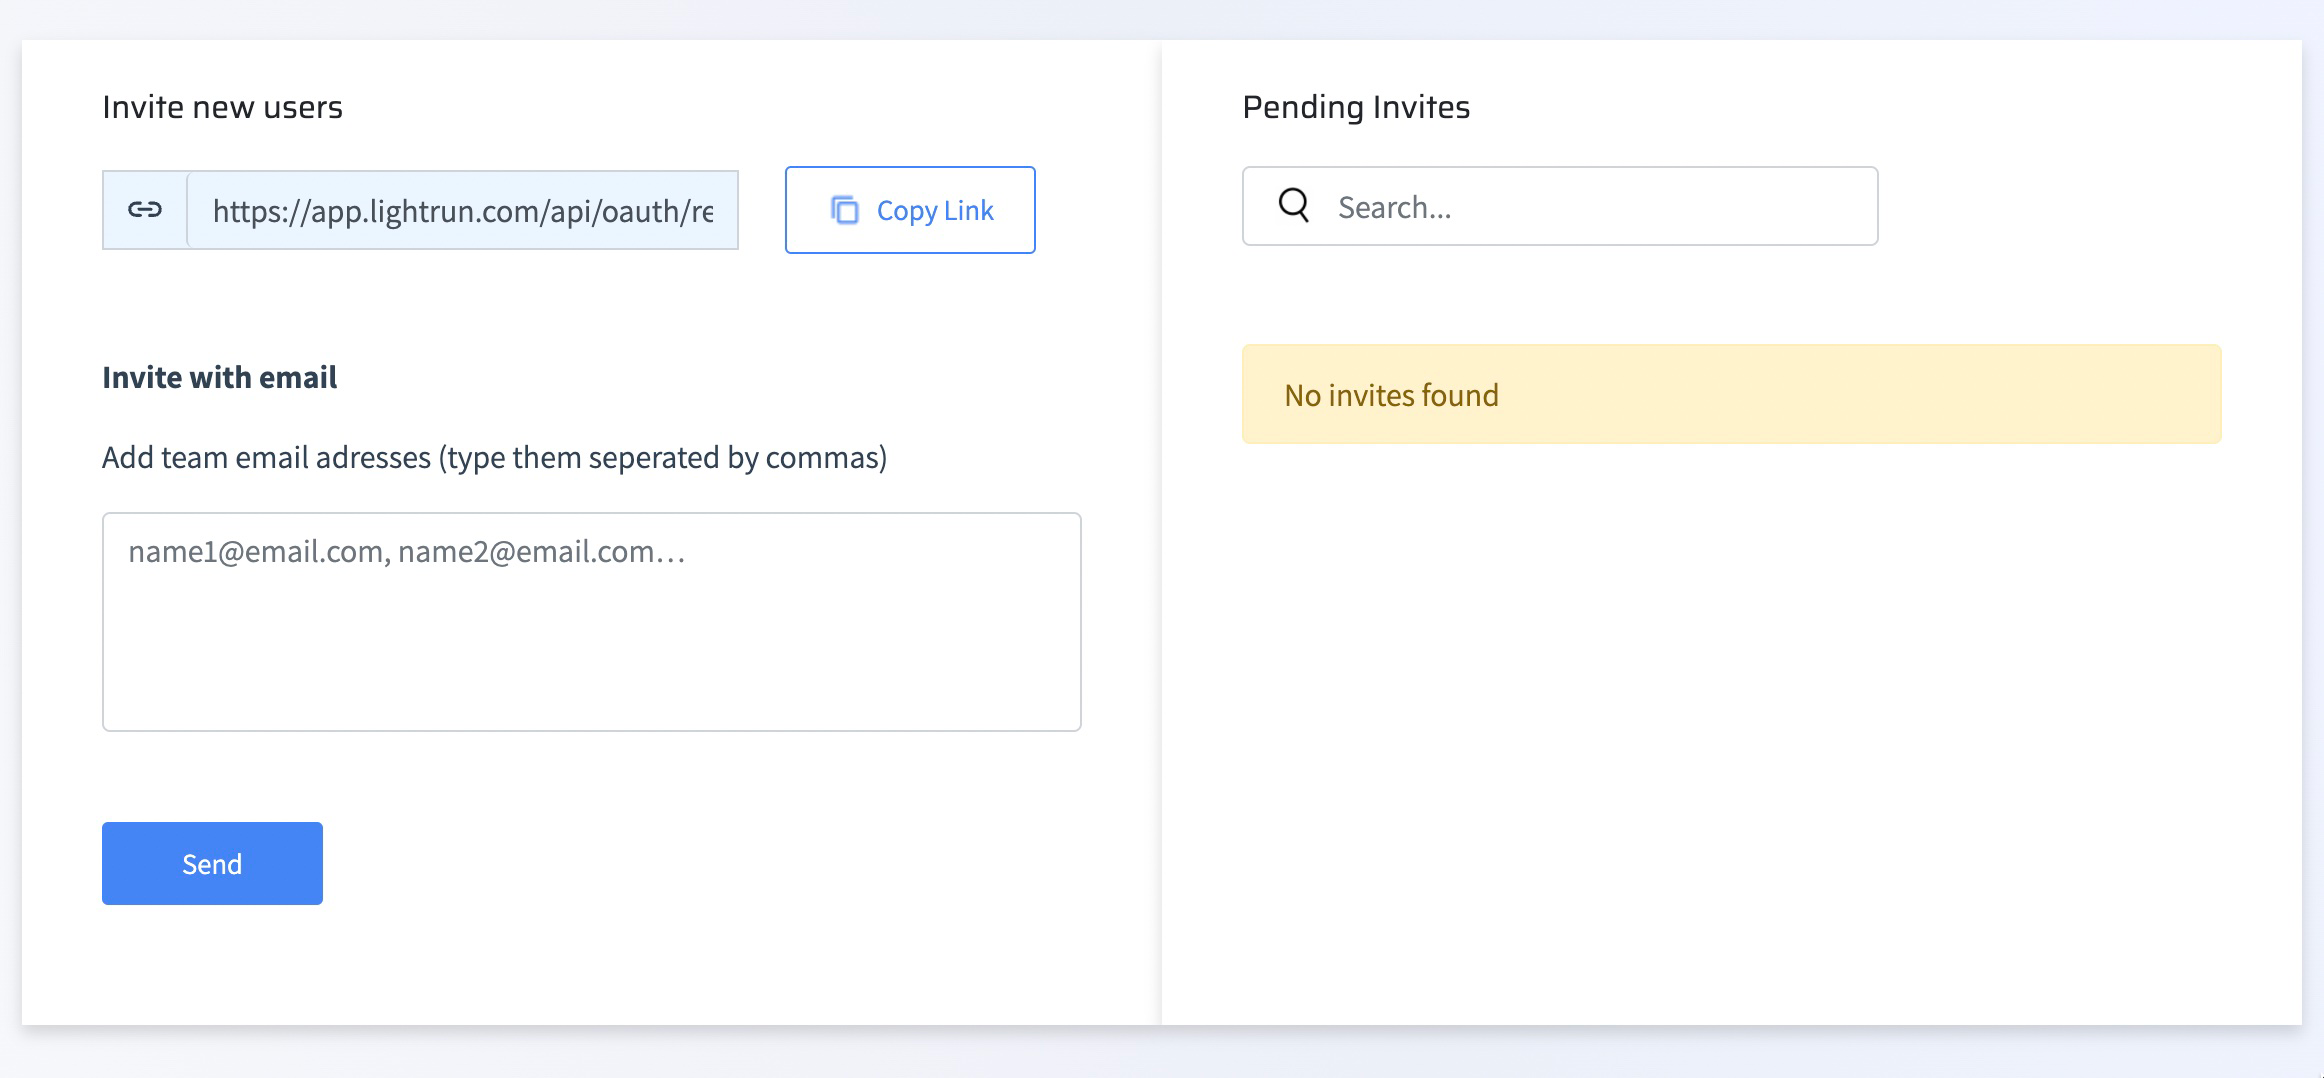 Invite new users
https://app.lightrun.com/api/oauth/re
Copy Link
Invite with email
Add team email adresses (type them seperated by commas)
name1@email.com, name2@email.com…
Send
Pending Invites
Search...
No invites found